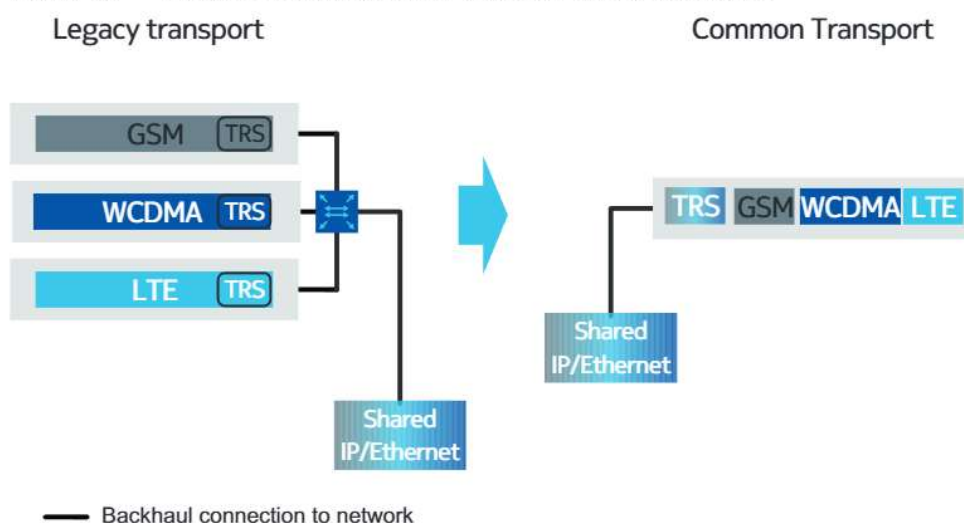 Legacy transport
Common Transport
GSM TRS
WCDMA TRS
LTE TRS
TRS GSM WCDMA LTE
Shared
IP/Ethernet
Shared
IP/Ethernet
Backhaul connection to network